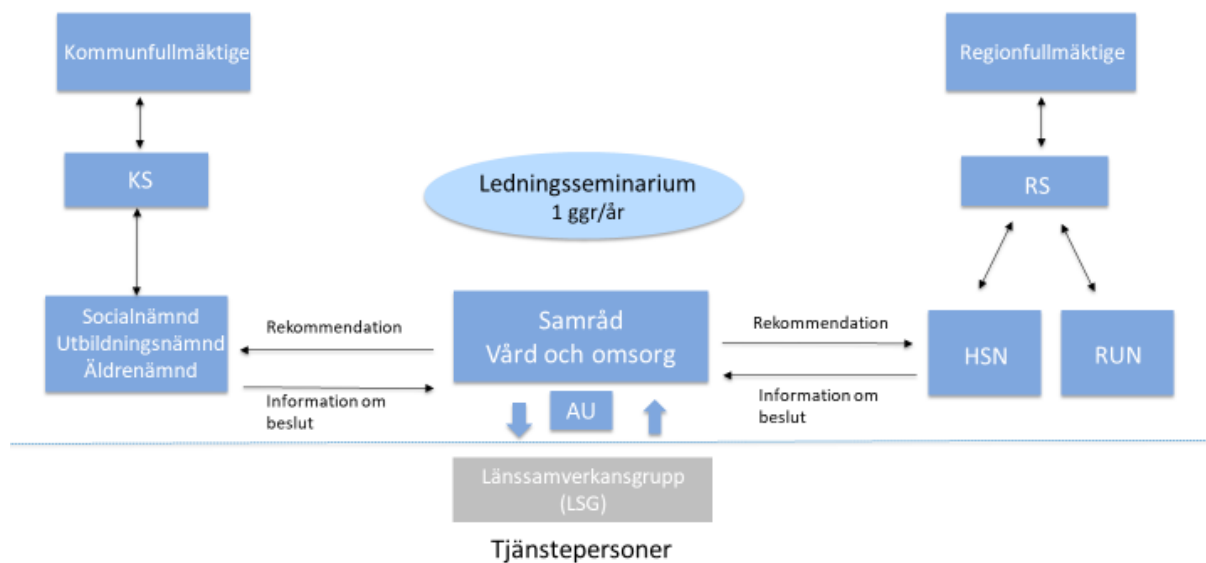 Kommunfullmäktige
Regionfullmäktige
KS
Ledningsseminarium
1 ggr/år
RS
Socialnämnd
Utbildningsnämnd
Äldrenämnd
Rekommendation
Information om
beslut
Samråd
Vård och omsorg
AU
Rekommendation
Information om
beslut
HSN
RUN
Länssamverkansgrupp
(LSG)
Tjänstepersoner